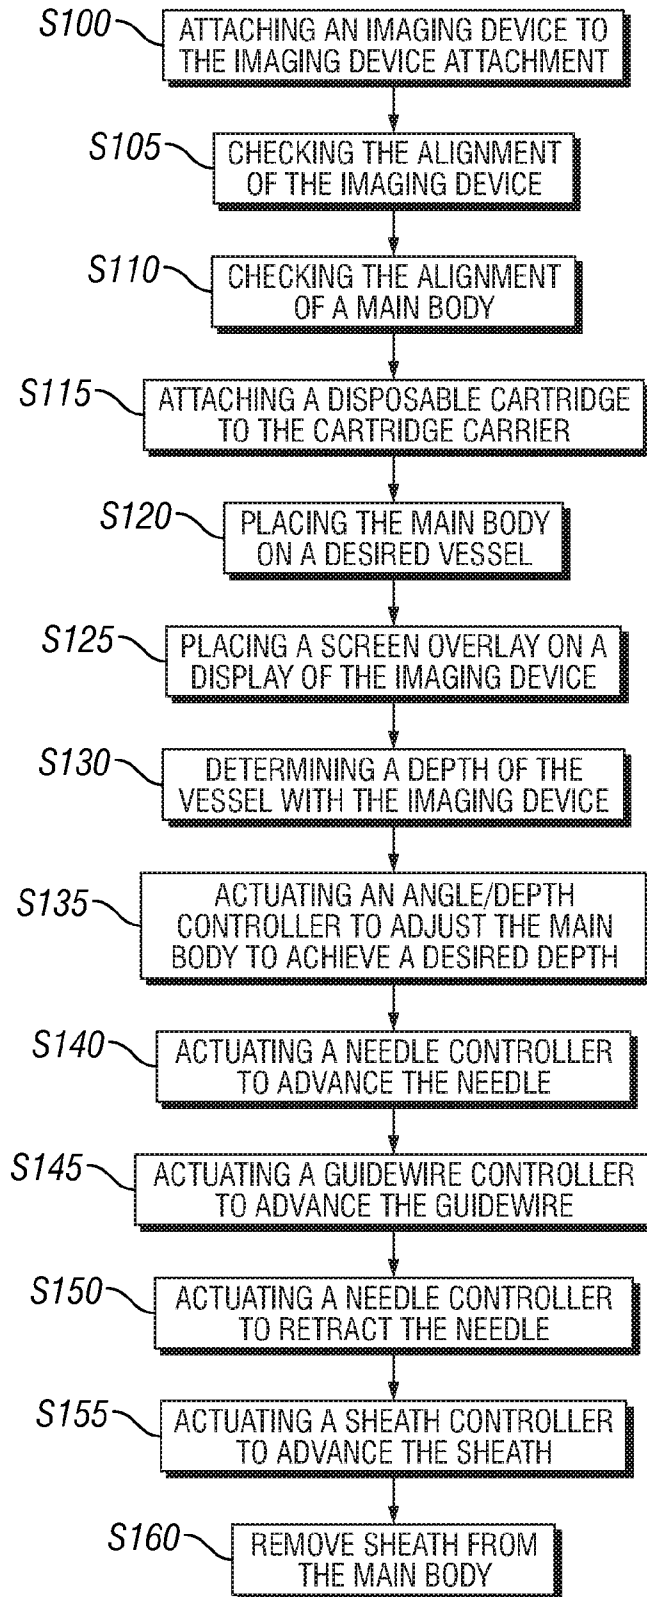 S100
ATTACHING AN IMAGING DEVICE TO
THE IMAGING DEVICE ATTACHMENT
S105
CHECKING THE ALIGNMENT
OF THE IMAGING DEVICE
S110
CHECKING THE ALIGNMENT
OF A MAIN BODY
S115
ATTACHING A DISPOSABLE CARTRIDGE
TO THE CARTRIDGE CARRIER
S120
PLACING THE MAIN BODY
ON A DESIRED VESSEL
S125
PLACING A SCREEN OVERLAY ON A
DISPLAY OF THE IMAGING DEVICE
S130
DETERMINING A DEPTH OF THE
VESSEL WITH THE IMAGING DEVICE
S135
ACTUATING AN ANGLE/DEPTH
CONTROLLER TO ADJUST THE MAIN
BODY TO ACHIEVE A DESIRED DEPTH
S140
ACTUATING A NEEDLE CONTROLLER
TO ADVANCE THE NEEDLE
S145
ACTUATING A GUIDEWIRE CONTROLLER
TO ADVANCE THE GUIDEWIRE
S150
ACTUATING A NEEDLE CONTROLLER
TO RETRACT THE NEEDLE
S155
ACTUATING A SHEATH CONTROLLER
TO ADVANCE THE SHEATH
S160
REMOVE SHEATH FROM
THE MAIN BODY